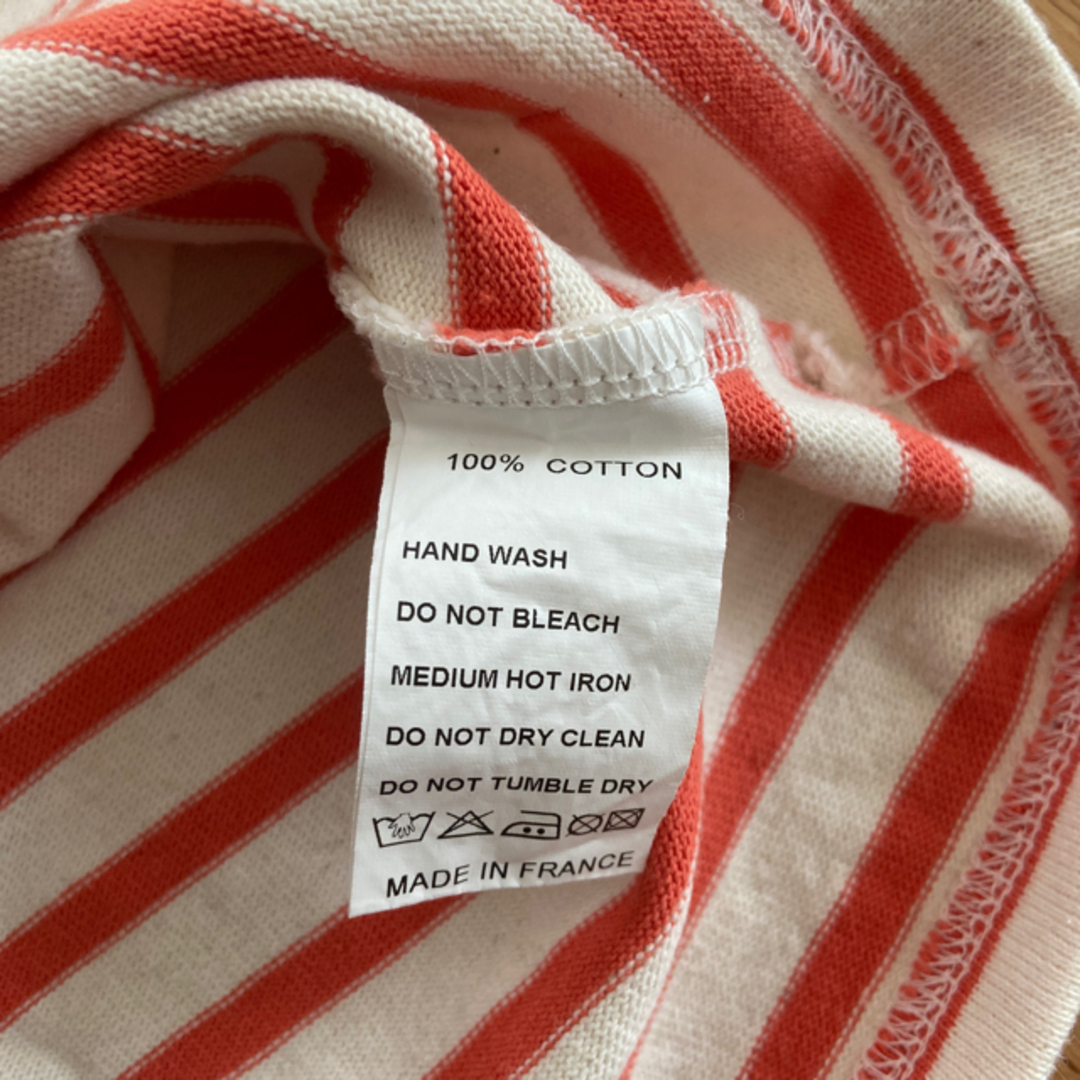 100% COTTON
HAND WASH
DO NOT BLEACH
MEDIUM HOT IRON
DO NOT DRY CLEAN
DO NOT TUMBLE DRY
MADE IN FRANCE